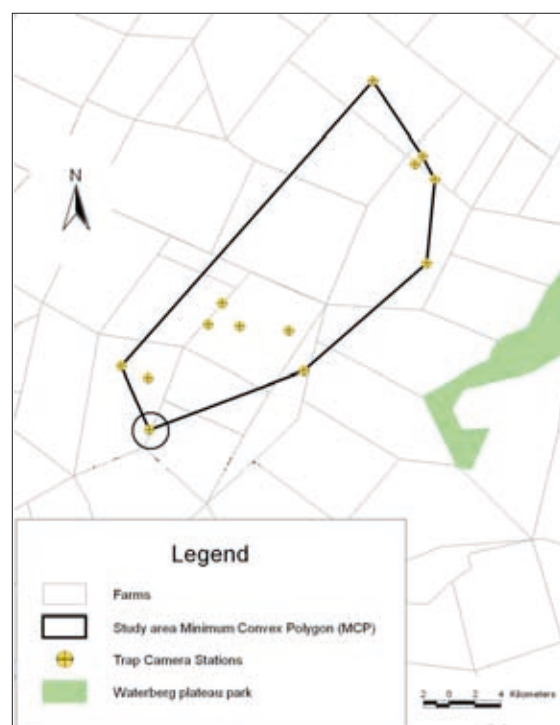 N
Legend
Farms
Study area Minimum Convex Polygon (MCP)
Trap Camera Stations
Waterberg plateau park
2 0 2 4 Kilometers